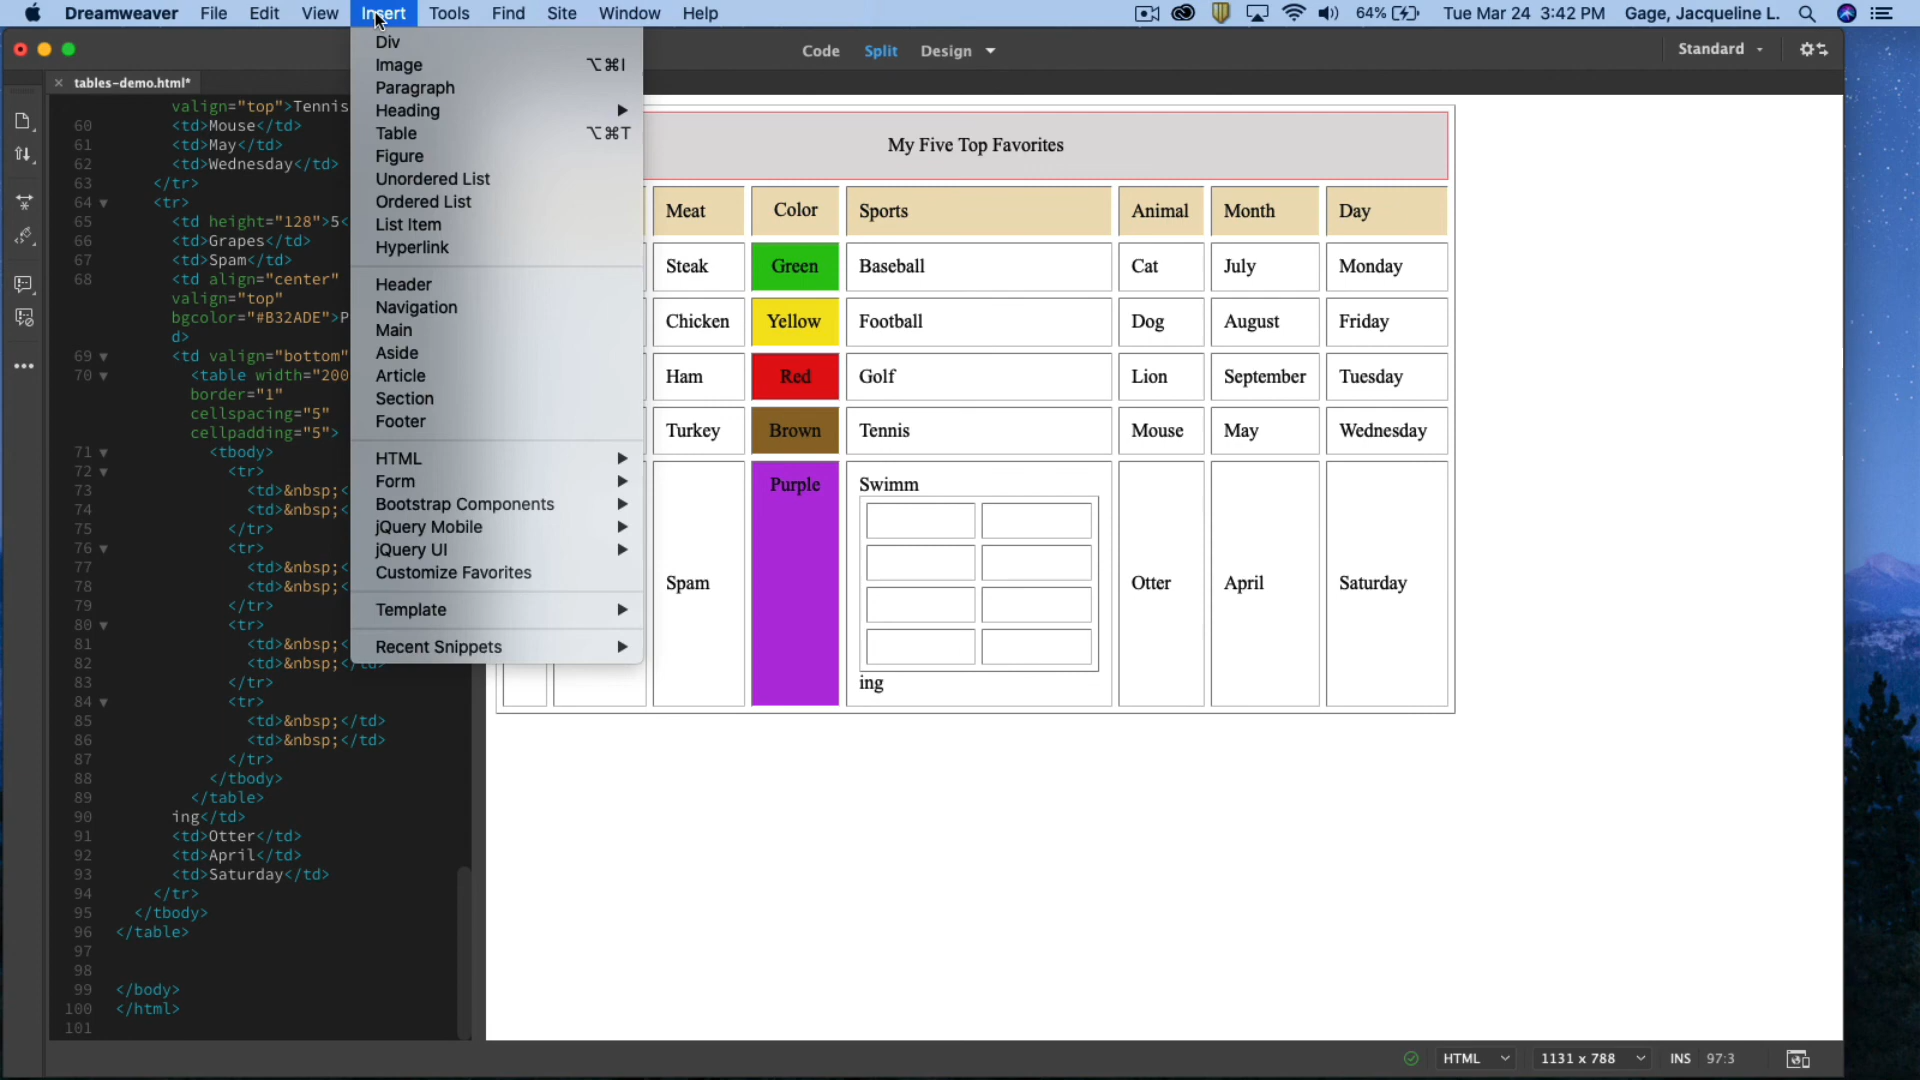 Dreamweaver File Edit View Insert Tools Find Site Window Help 64% Tue Mar 24 3:42 PM Gage, Jacqueline L.
Code Split Design Standard
tables-demo.html*
valign="top">Tennis
60 <td>Mouse</td>
61 <td>May</td>
62 <td>Wednesday</td>
63 </tr>
64 <tr>
65 <td height="128">5<
66 <td>Grapes</td>
67 <td>Spam</td>
68 <td align="center"
valign="top"
bgcolor="#B32ADE">P
d>
69 <td valign="bottom"
70 <table width="200
border="1"
cellspacing="5"
cellpadding="5">
71 <tbody>
72 <tr>
73 <td>&nbsp;<
74 <td>&nbsp;<
75 </tr>
76 <tr>
77 <td>&nbsp;<
78 <td>&nbsp;<
79 </tr>
80 <tr>
81 <td>&nbsp;<
82 <td>&nbsp;</td>
83 </tr>
84 <tr>
85 <td>&nbsp;</td>
86 <td>&nbsp;</td>
87 </tr>
88 </tbody>
89 </table>
90 ing</td>
91 <td>Otter</td>
92 <td>April</td>
93 <td>Saturday</td>
94 </tr>
95 </tbody>
96 </table>
97
98
99 </body>
100 </html>
101
Div
Image ⌥⌘I
Paragraph
Heading
Table ⌥⌘T
Figure
Unordered List
Ordered List
List Item
Hyperlink
Header
Navigation
Main
Aside
Article
Section
Footer
HTML
Form
Bootstrap Components
jQuery Mobile
jQuery UI
Customize Favorites
Template
Recent Snippets
My Five Top Favorites
Meat Color Sports Animal Month Day
Steak Green Baseball Cat July Monday
Chicken Yellow Football Dog August Friday
Ham Red Golf Lion September Tuesday
Turkey Brown Tennis Mouse May Wednesday
Purple Swimm
Spam Otter April Saturday
ing
HTML 1131 x 788 INS 97:3